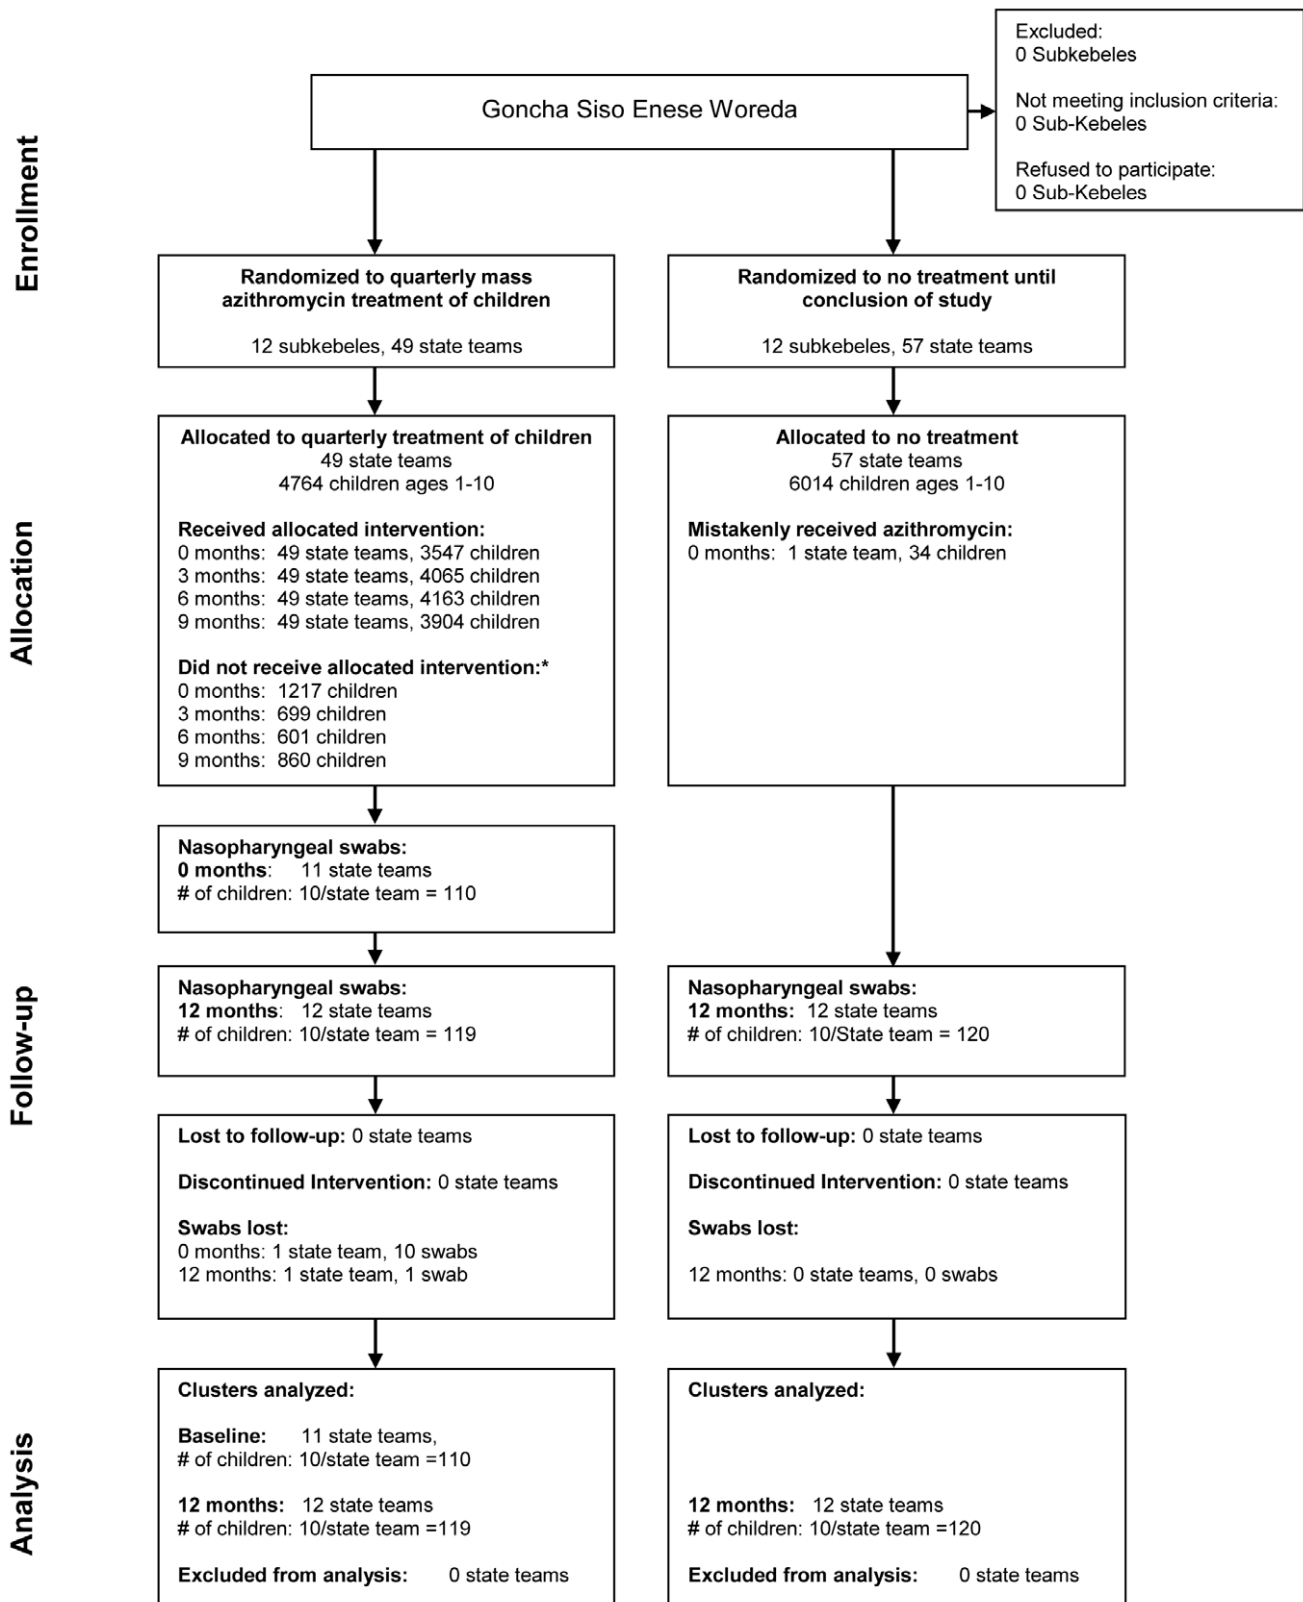 Excluded:
0 Subkebeles
Not meeting inclusion criteria:
0 Sub-Kebeles
Refused to participate:
0 Sub-Kebeles
Goncha Siso Enese Woreda
Enrollment
Randomized to quarterly mass
azithromycin treatment of children
12 subkebeles, 49 state teams
Randomized to no treatment until
conclusion of study
12 subkebeles, 57 state teams
Allocation
Allocated to quarterly treatment of children
49 state teams
4764 children ages 1-10
Received allocated intervention:
0 months: 49 state teams, 3547 children
3 months: 49 state teams, 4065 children
6 months: 49 state teams, 4163 children
9 months: 49 state teams, 3904 children
Did not receive allocated intervention:*
0 months: 1217 children
3 months: 699 children
6 months: 601 children
9 months: 860 children
Allocated to no treatment
57 state teams
6014 children ages 1-10
Mistakenly received azithromycin:
0 months: 1 state team, 34 children
Nasopharyngeal swabs:
0 months: 11 state teams
# of children: 10/state team = 110
Follow-up
Nasopharyngeal swabs:
12 months: 12 state teams
# of children: 10/state team = 119
Nasopharyngeal swabs:
12 months: 12 state teams
# of children: 10/State team = 120
Lost to follow-up: 0 state teams
Discontinued Intervention: 0 state teams
Swabs lost:
0 months: 1 state team, 10 swabs
12 months: 1 state team, 1 swab
Lost to follow-up: 0 state teams
Discontinued Intervention: 0 state teams
Swabs lost:
12 months: 0 state teams, 0 swabs
Analysis
Clusters analyzed:
Baseline: 11 state teams,
# of children: 10/state team =110
12 months: 12 state teams
# of children: 10/state team =119
Excluded from analysis: 0 state teams
Clusters analyzed:
12 months: 12 state teams
# of children: 10/state team =120
Excluded from analysis: 0 state teams